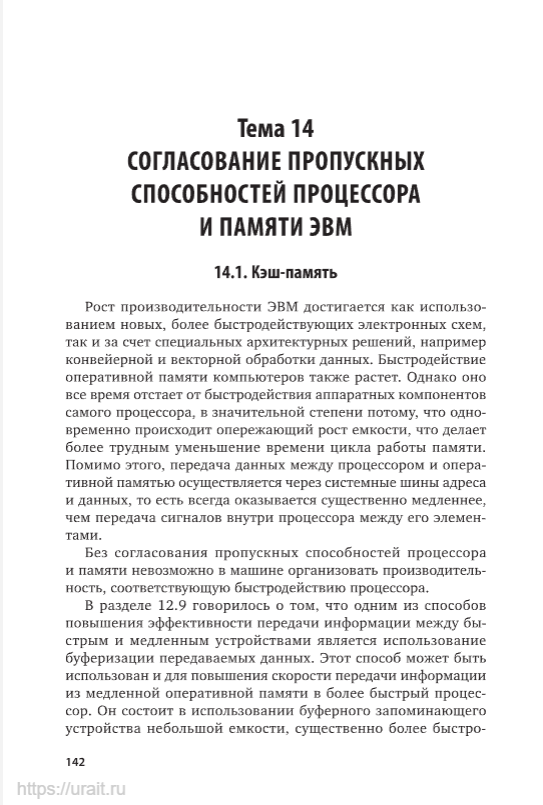 Тема 14
СОГЛАСОВАНИЕ ПРОПУСКНЫХ
СПОСОБНОСТЕЙ ПРОЦЕССОРА
И ПАМЯТИ ЭВМ
14.1. Кэш-память
Рост производительности ЭВМ достигается как использо-
ванием новых, более быстродействующих электронных схем,
так и за счет специальных архитектурных решений, например
конвейерной и векторной обработки данных. Быстродействие
оперативной памяти компьютеров также растет. Однако оно
все время отстает от быстродействия аппаратных компонентов
самого процессора, в значительной степени потому, что одно-
временно происходит опережающий рост емкости, что делает
более трудным уменьшение времени цикла работы памяти.
Помимо этого, передача данных между процессором и опера-
тивной памятью осуществляется через системные шины адреса
и данных, то есть всегда оказывается существенно медленнее,
чем передача сигналов внутри процессора между его элемен-
тами.
Без согласования пропускных способностей процессора
и памяти невозможно в машине организовать производитель-
ность, соответствующую быстродействию процессора.
В разделе 12.9 говорилось о том, что одним из способов
повышения эффективности передачи информации между бы-
стрым и медленным устройствами является использование
буферизации передаваемых данных. Этот способ может быть
использован и для повышения скорости передачи информации
из медленной оперативной памяти в более быстрый процес-
сор. Он состоит в использовании буферного запоминающего
устройства небольшой емкости, существенно более быстро-
142
https://urait.ru